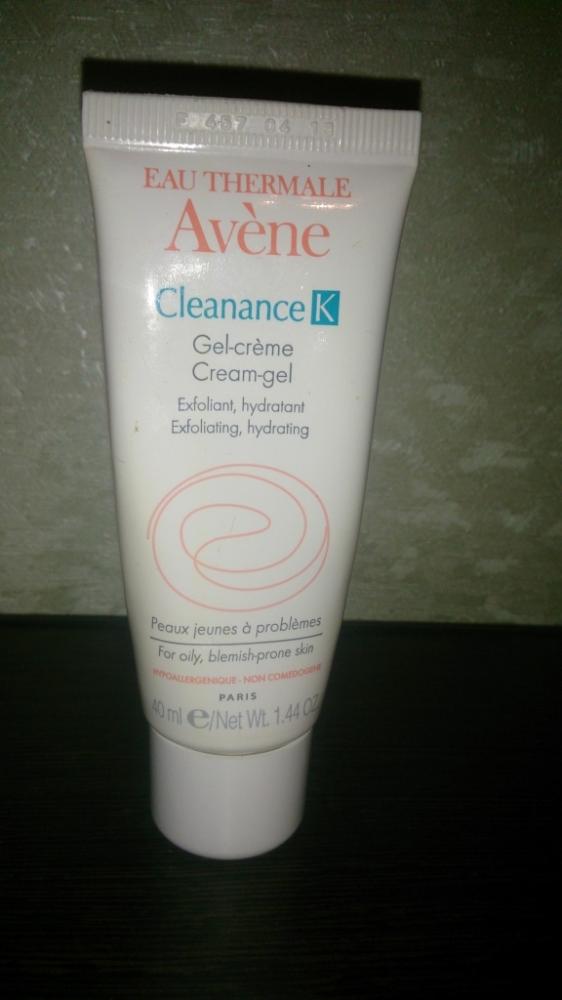 EAU THERMALE
Avène
Cleanance K
Gel-crème
Cream-gel
Exfoliant, hydratant
Exfoliating, hydrating
Peaux jeunes à problèmes
For oily, blemish-prone skin
HYPOALLERGENIQUE - NON COMEDOGENE
PARIS
40 ml e/Net Wt. 1.44 OZ